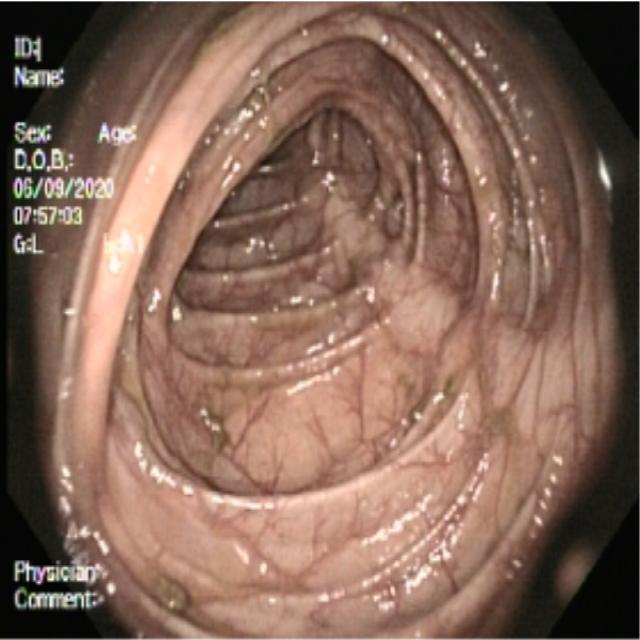 ID:
Name:
Sex: Age:
D.O.B.:
06/09/2020
07:57:03
G:L
Physician
Comment: